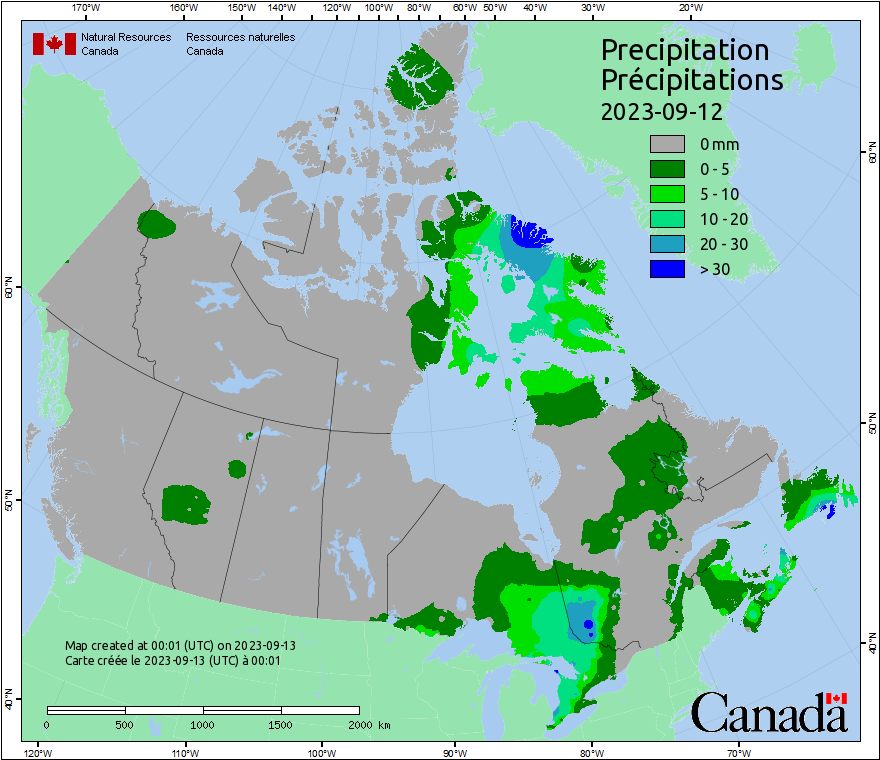 170°W 160°W 150°W 140°W 120°W 100°W 80°W 60°W 50°W 40°W 30°W 20°W
Natural Resources Ressources naturelles
Canada Canada
Precipitation
Précipitations
2023-09-12
0 mm
0 - 5
5 - 10
10 - 20
20 - 30
> 30
60°N 60°N
50°N 50°N
40°N 40°N
Map created at 00:01 (UTC) on 2023-09-13
Carte créée le 2023-09-13 (UTC) à 00:01
0 500 1000 1500 2000 km
Canada
120°W 110°W 100°W 90°W 80°W 70°W